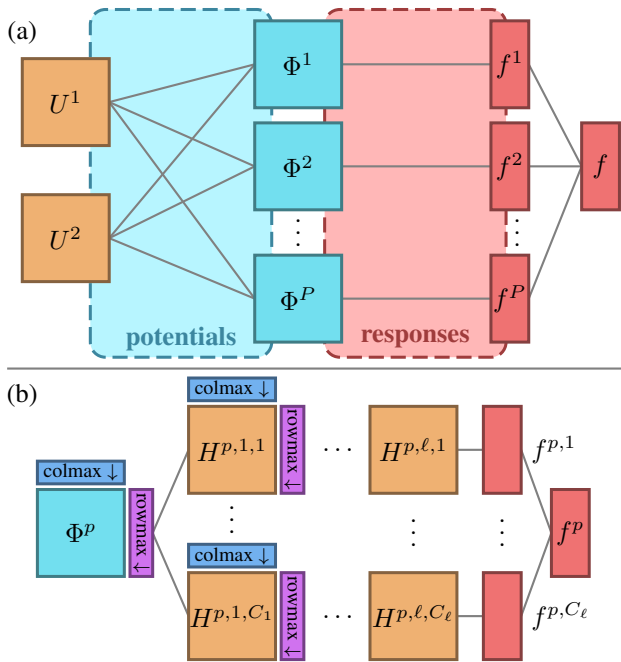 (a)
U^1
U^2
Φ^1
Φ^2
⋮ ⋮
Φ^P
f^1
f^2
⋮
f^P
f
potentials
responses
(b)
colmax ↓
Φ^p
rowmax ↓
colmax ↓
H^{p,1,1}
rowmax ↓
···
H^{p,ℓ,1}
f^{p,1}
⋮ ⋮ ⋮
f^p
colmax ↓
H^{p,1,C_1}
rowmax ↓
···
H^{p,ℓ,C_ℓ}
f^{p,C_ℓ}